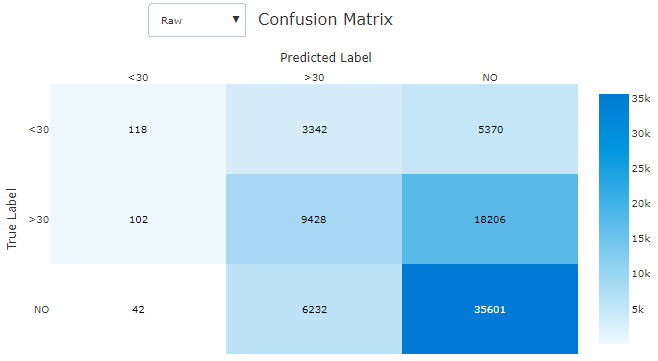 Raw
Confusion Matrix
Predicted Label
<30 >30 NO
35k
<30 118 3342 5370
30k
25k
True Label
>30 102 9428 18206
20k
15k
10k
NO 42 6232 35601
5k